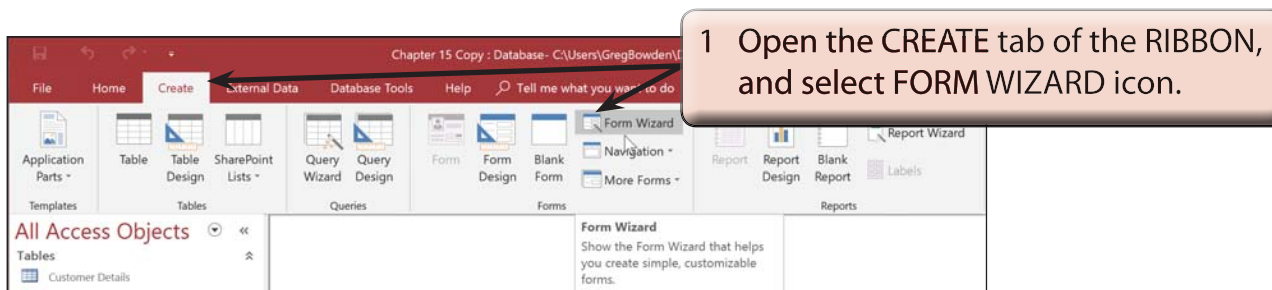 Chapter 15 Copy : Database- C:\Users\GregBowden\
1 Open the CREATE tab of the RIBBON,
and select FORM WIZARD icon.
File Home Create External Data Database Tools Help Tell me what you want to do
Application Parts
Table
Table Design
SharePoint Lists
Query Wizard
Query Design
Form
Form Design
Blank Form
Form Wizard
Navigation
More Forms
Report
Report Design
Blank Report
Report Wizard
Labels
Templates Tables Queries Forms Reports
All Access Objects
Tables
Customer Details
Form Wizard
Show the Form Wizard that helps
you create simple, customizable
forms.